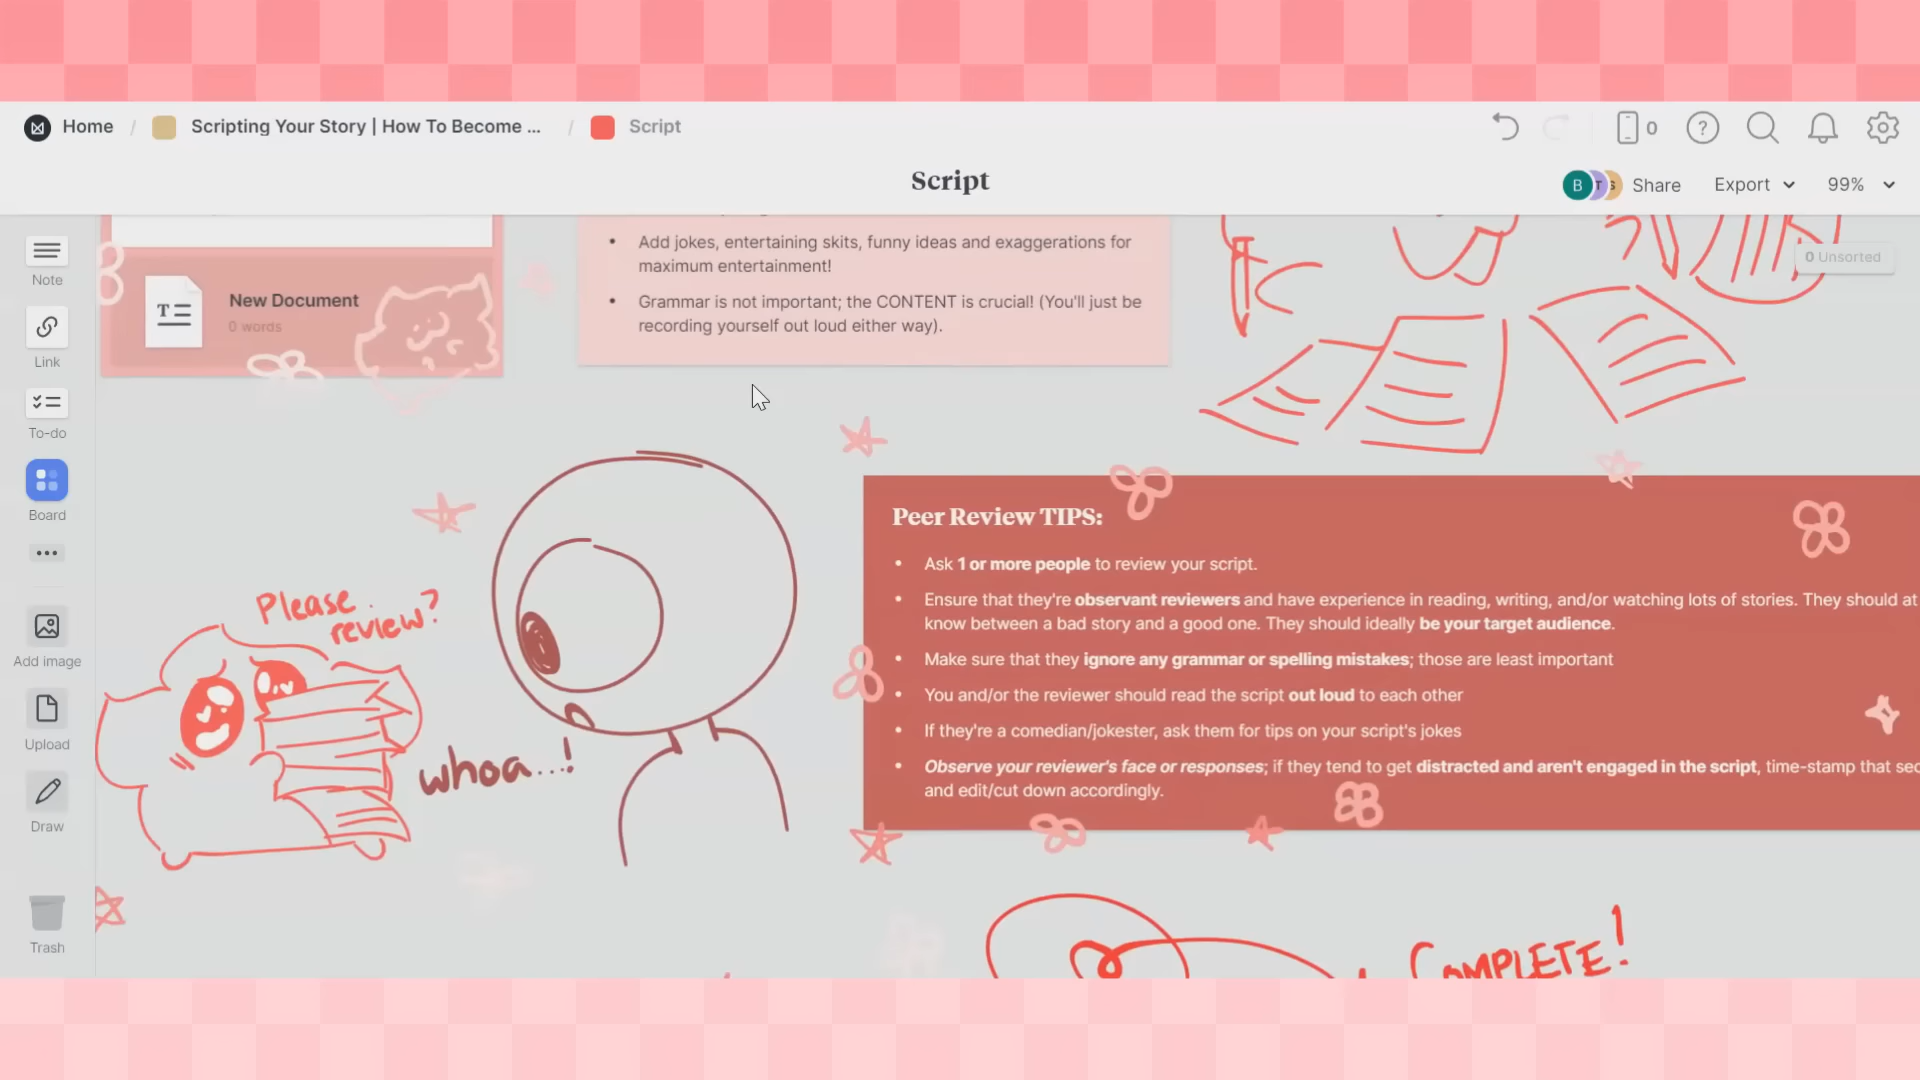 Home / Scripting Your Story | How To Become ... / Script
0
Script
B T S Share Export 99%
Note
Link
To-do
Board
Add image
Upload
Draw
Trash
New Document
0 words
• Add jokes, entertaining skits, funny ideas and exaggerations for
maximum entertainment!
• Grammar is not important; the CONTENT is crucial! (You'll just be
recording yourself out loud either way).
0 Unsorted
Please
review?
whoa...!
Peer Review TIPS:
• Ask 1 or more people to review your script.
• Ensure that they're observant reviewers and have experience in reading, writing, and/or watching lots of stories. They should at
know between a bad story and a good one. They should ideally be your target audience.
• Make sure that they ignore any grammar or spelling mistakes; those are least important
• You and/or the reviewer should read the script out loud to each other
• If they're a comedian/jokester, ask them for tips on your script's jokes
• Observe your reviewer's face or responses; if they tend to get distracted and aren't engaged in the script, time-stamp that
and edit/cut down accordingly.
COMPLETE!